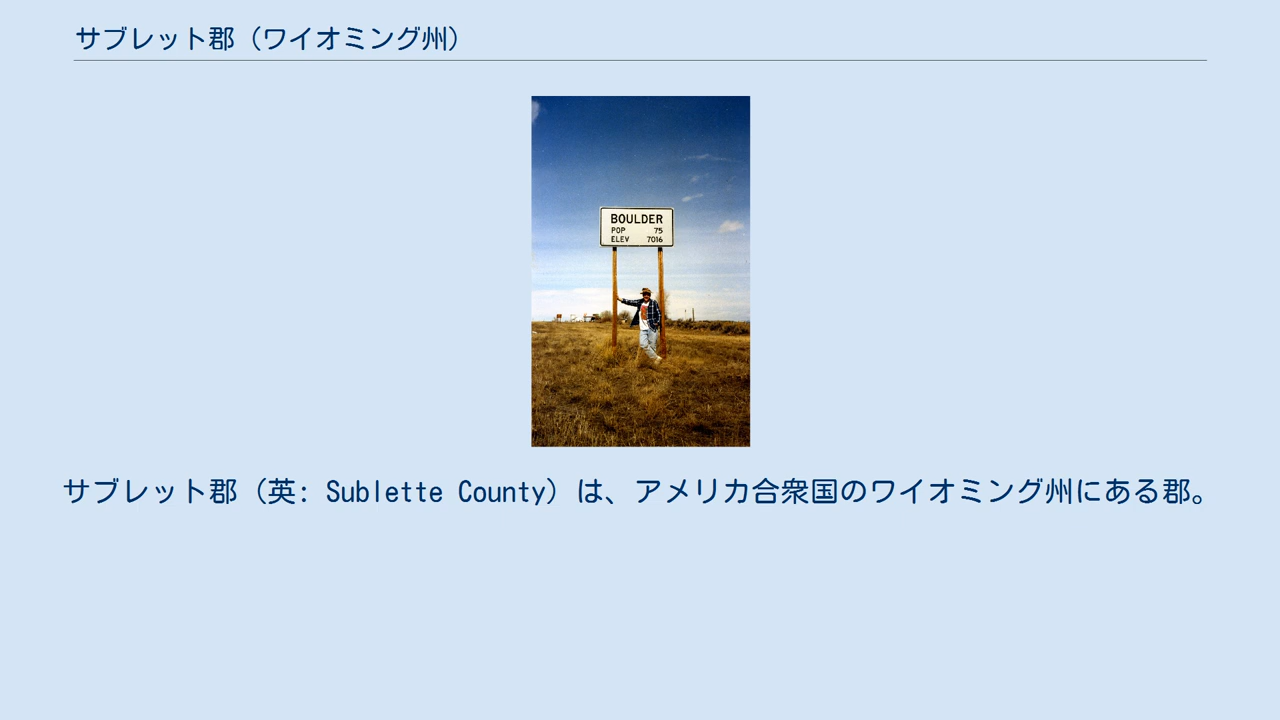 サブレット郡（ワイオミング州）
BOULDER
POP 75
ELEV 7016
サブレット郡（英: Sublette County）は、アメリカ合衆国のワイオミング州にある郡。